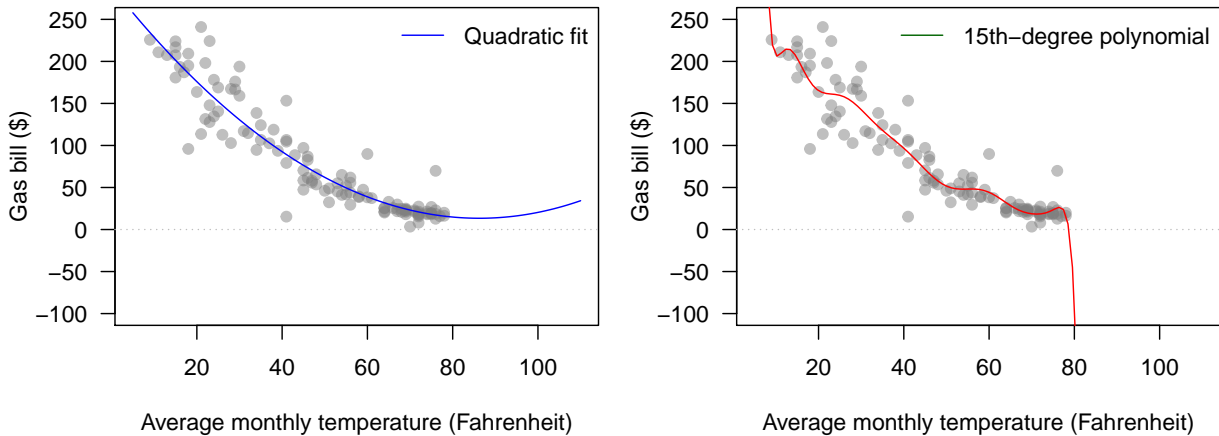 250
200
150
100
50
0
−50
−100
Gas bill ($)
Quadratic fit
20 40 60 80 100
Average monthly temperature (Fahrenheit)
250
200
150
100
50
0
−50
−100
Gas bill ($)
15th−degree polynomial
20 40 60 80 100
Average monthly temperature (Fahrenheit)